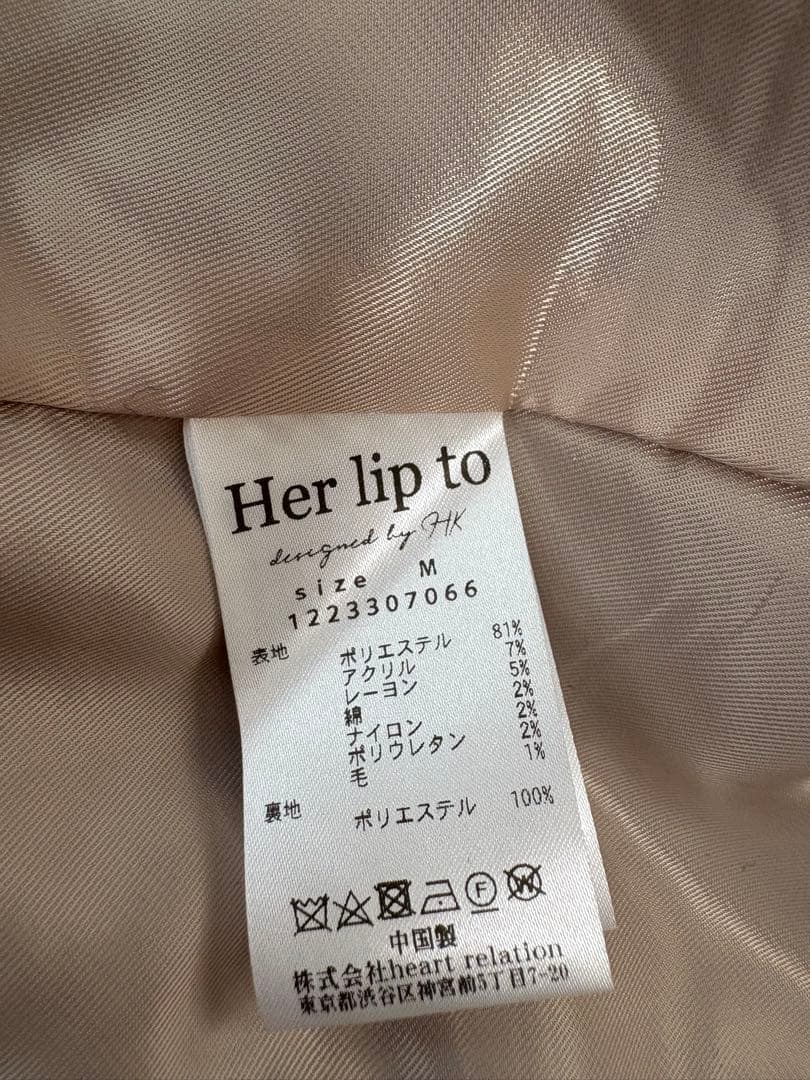 Her lip to
designed by HK
size M
1223307066
表地 ポリエステル 81%
アクリル 7%
レーヨン 5%
綿 2%
ナイロン 2%
ポリウレタン 2%
毛 1%
裏地 ポリエステル 100%
F W
中国製
株式会社heart relation
東京都渋谷区神宮前5丁目7-20